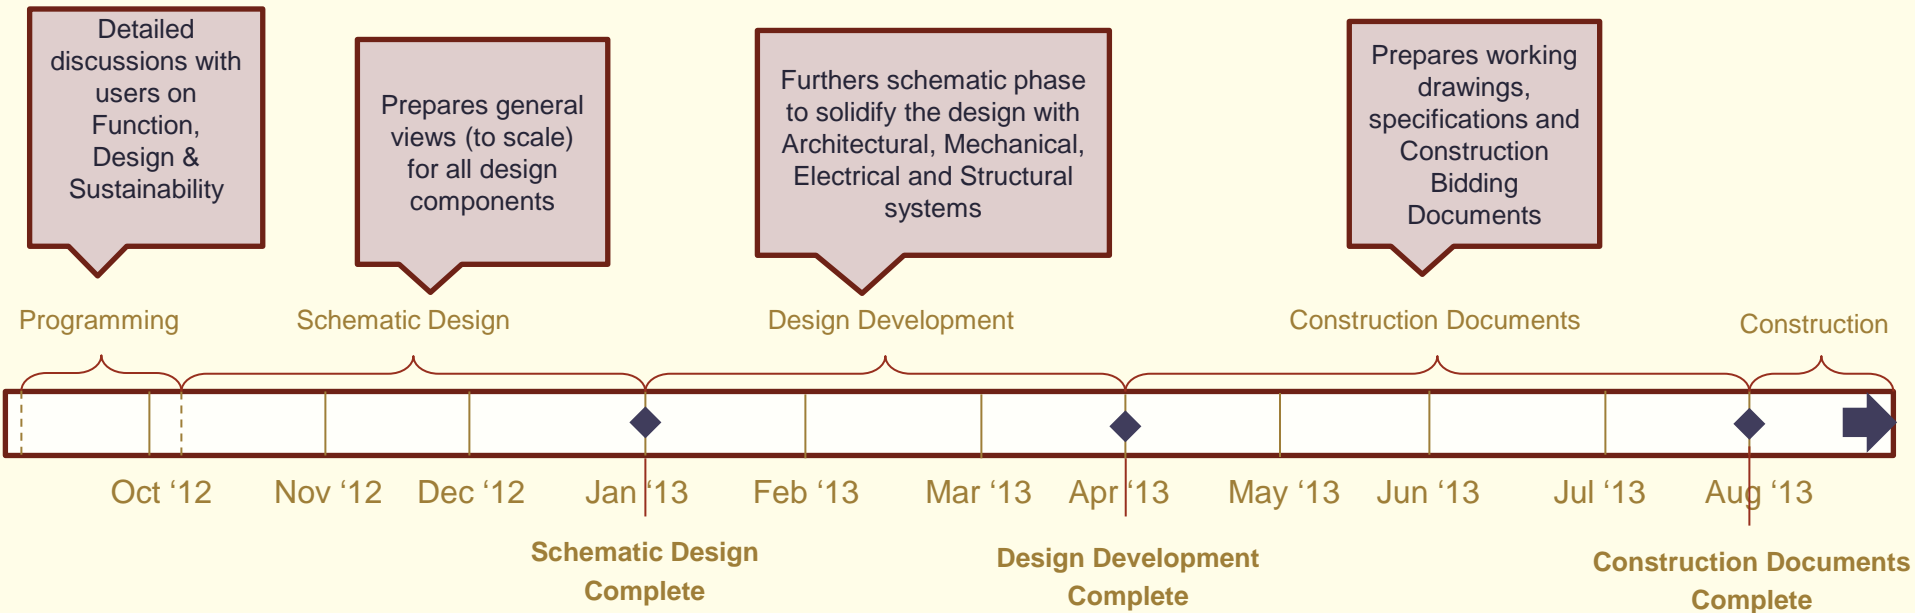 Detailed
discussions with
users on
Function,
Design &
Sustainability
Prepares general
views (to scale)
for all design
components
Furthers schematic phase
to solidify the design with
Architectural, Mechanical,
Electrical and Structural
systems
Prepares working
drawings,
specifications and
Construction
Bidding
Documents
Programming
Schematic Design
Design Development
Construction Documents
Construction
Oct ‘12
Nov ‘12
Dec ‘12
Jan ‘13
Feb ‘13
Mar ‘13
Apr ‘13
May ‘13
Jun ‘13
Jul ‘13
Aug ‘13
Schematic Design
Complete
Design Development
Complete
Construction Documents
Complete